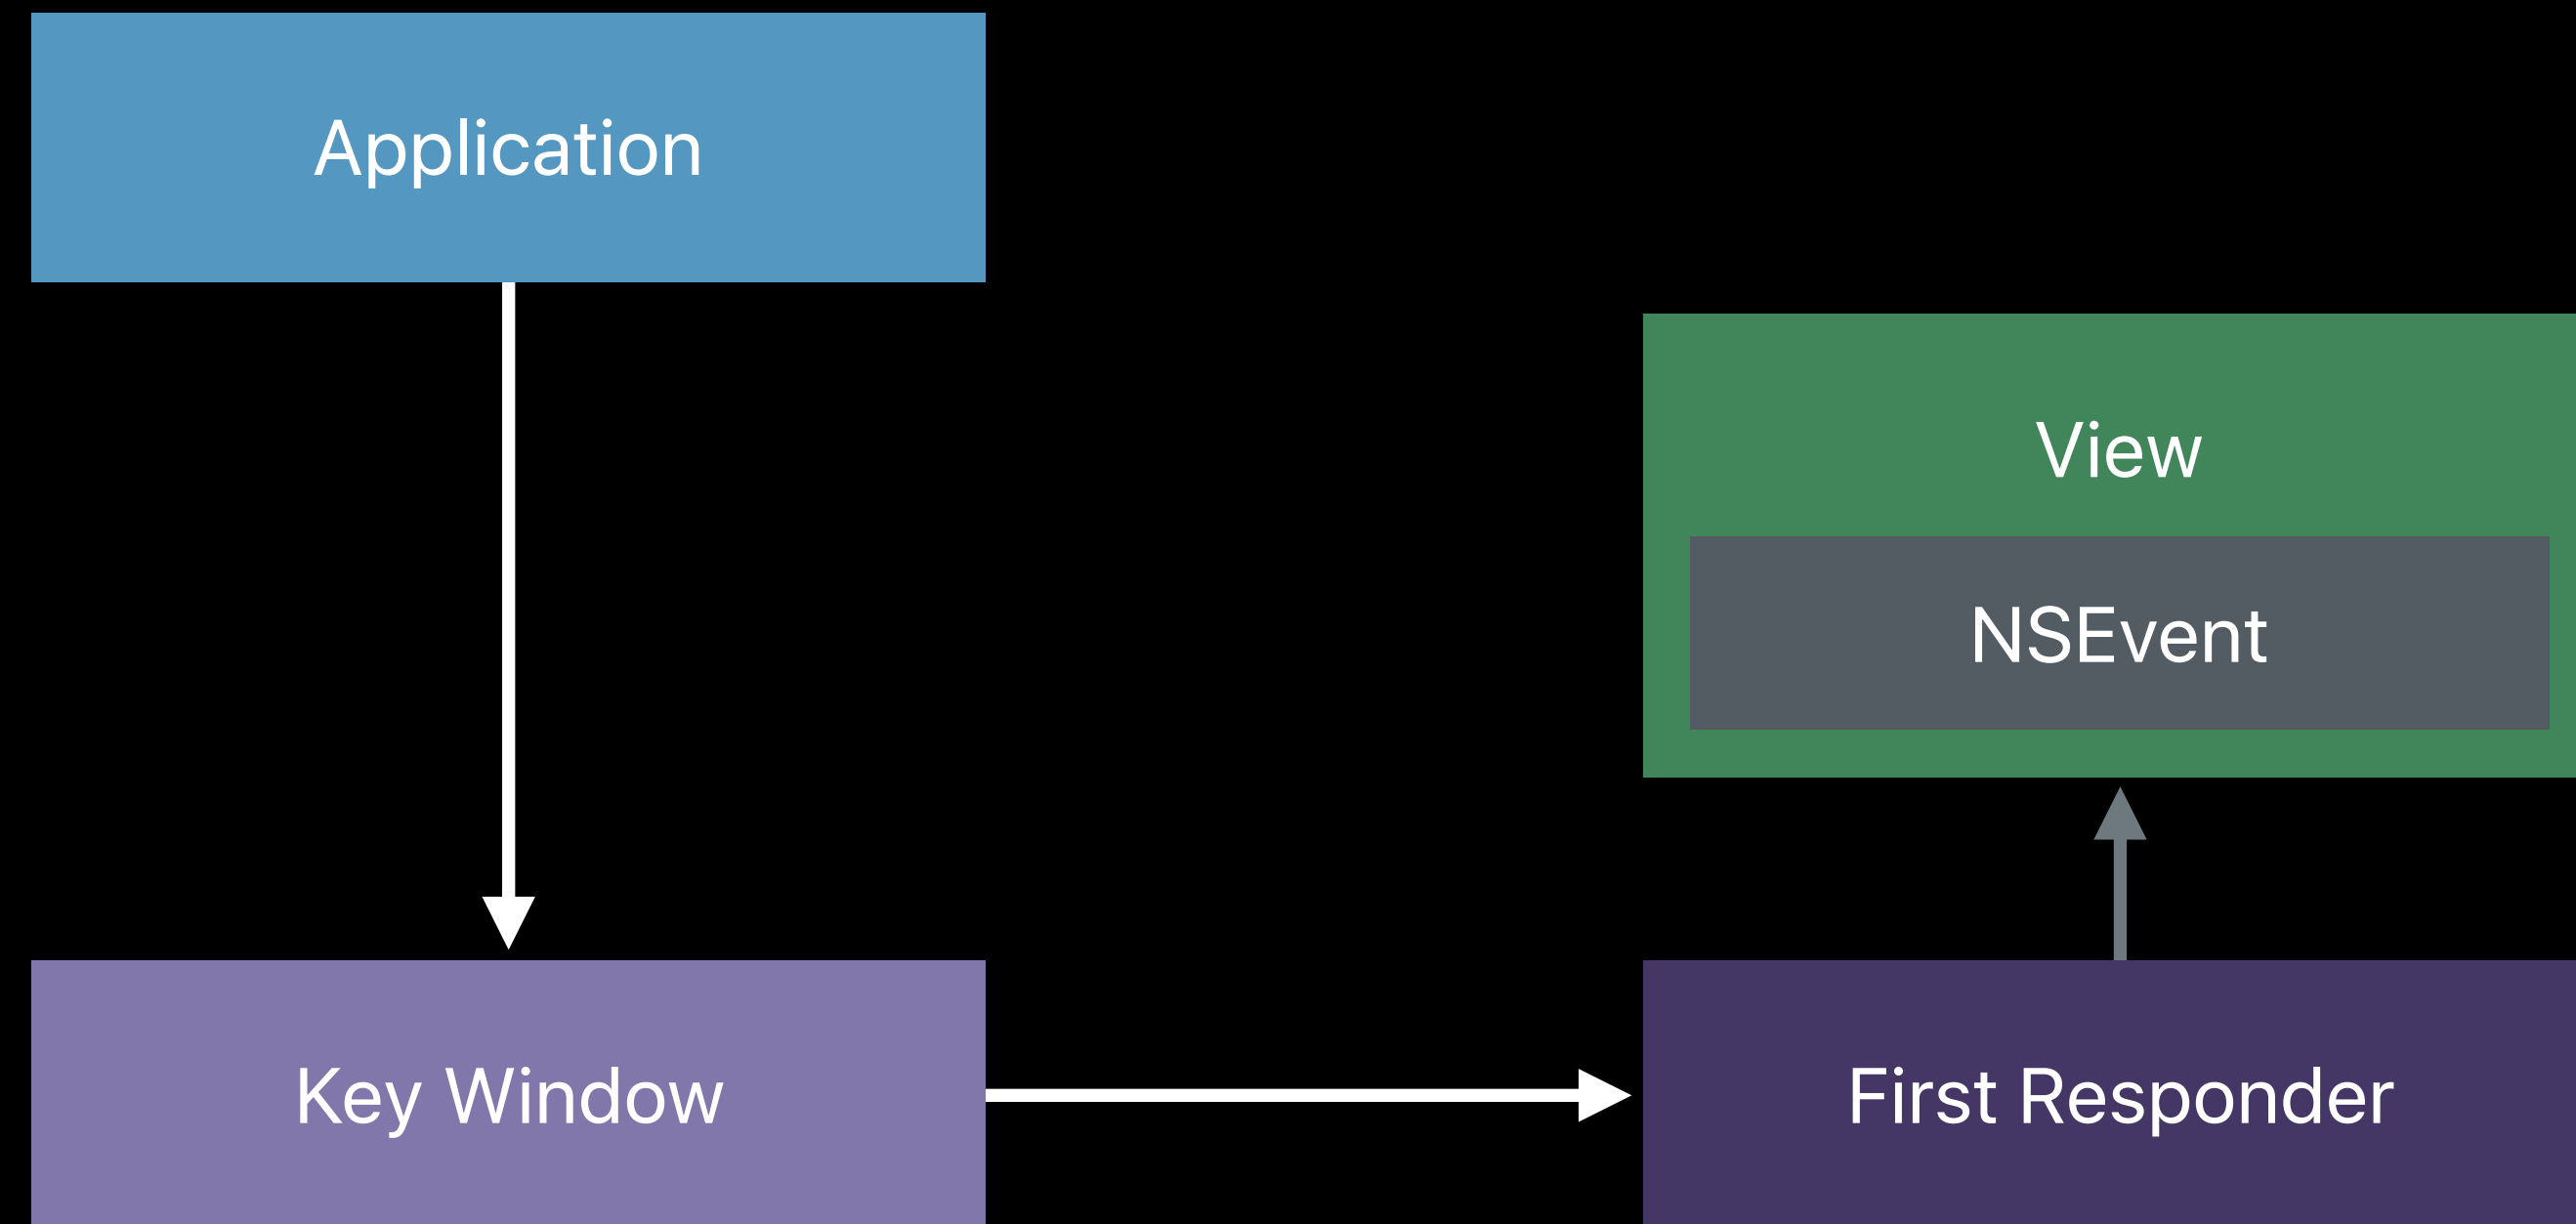 Application
View
NSEvent
Key Window
First Responder